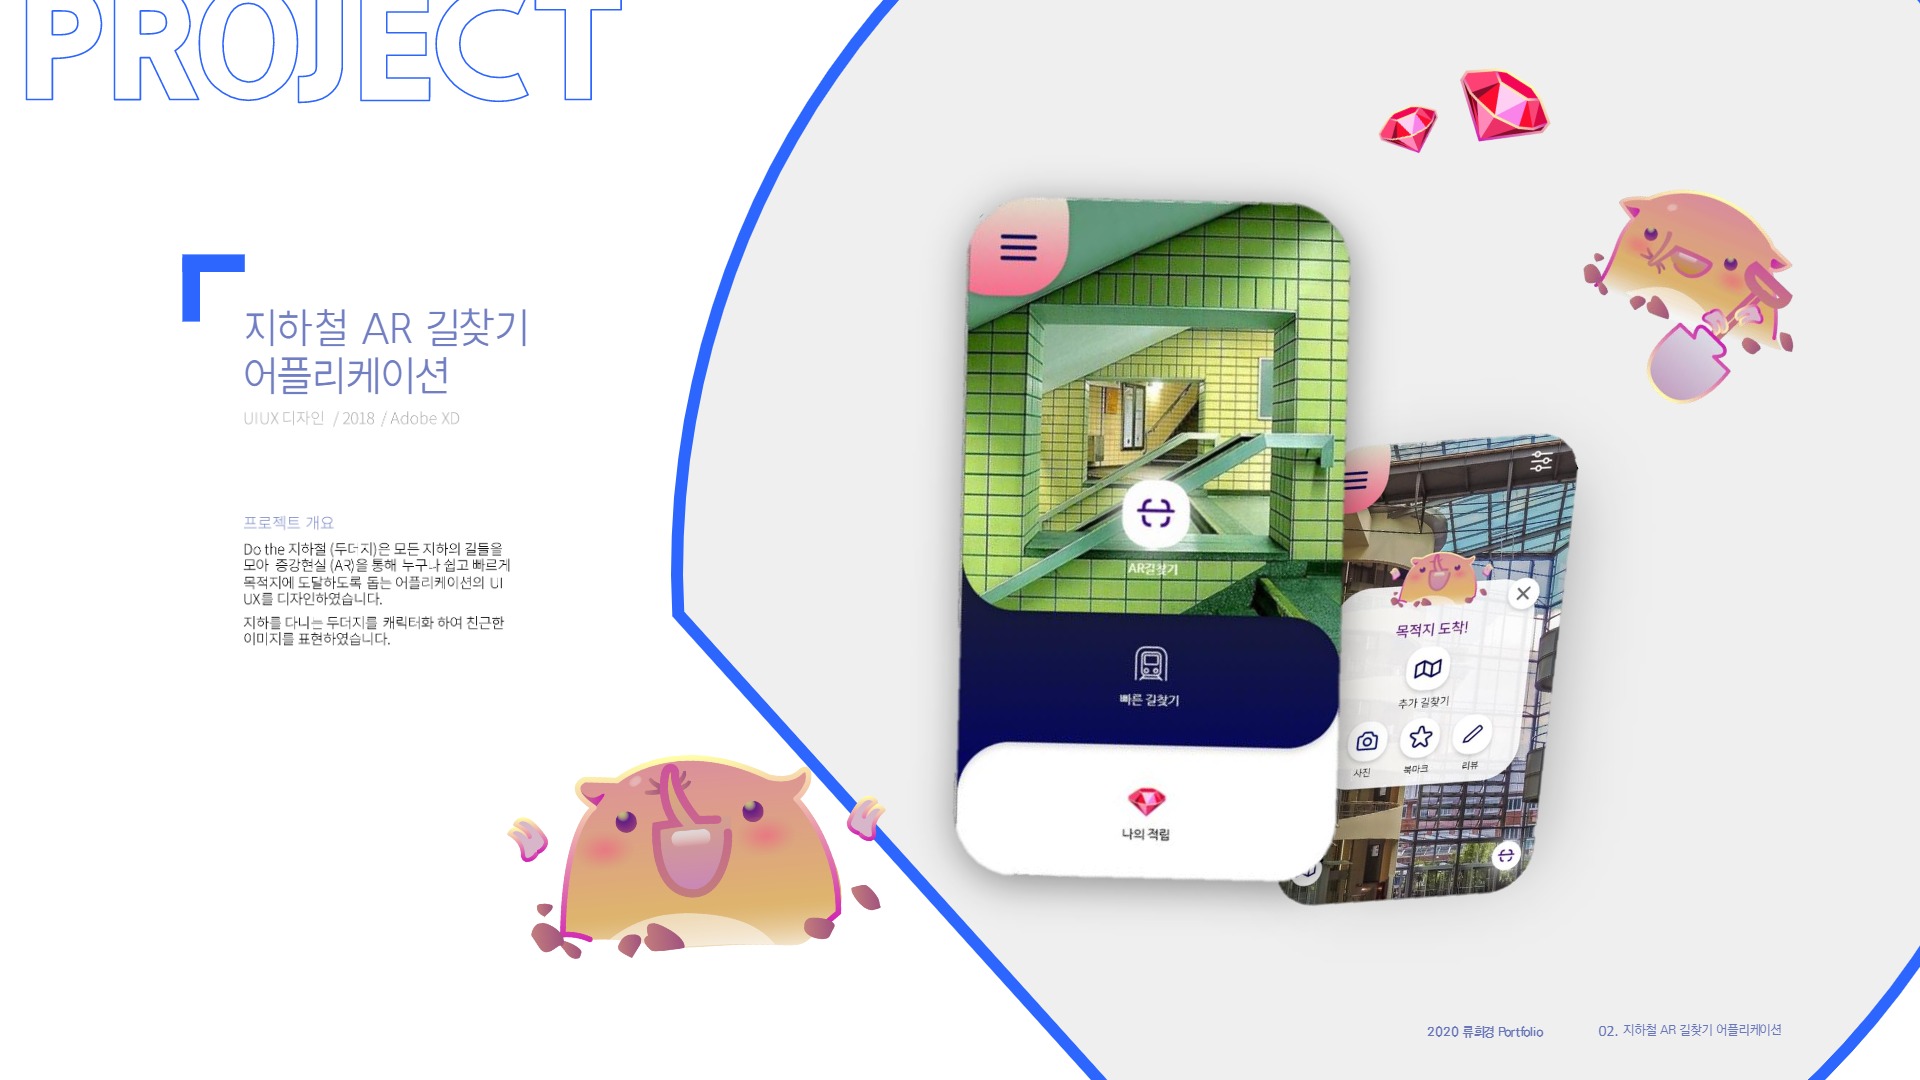 PROJECT
지하철 AR 길찾기
어플리케이션
UIUX 디자인 / 2018 / Adobe XD
프로젝트 개요
Do the 지하철 (두더지)은 모든 지하의 길들을
모아 증강현실 (AR)을 통해 누구나 쉽고 빠르게
목적지에 도달하도록 돕는 어플리케이션의 UI
UX를 디자인하였습니다.
지하를 다니는 두더지를 캐릭터화 하여 친근한
이미지를 표현하였습니다.
AR길찾기
빠른 길찾기
나의 적립
목적지 도착!
추가 길찾기
사진
북마크
리뷰
2020 류희경 Portfolio
02. 지하철 AR 길찾기 어플리케이션